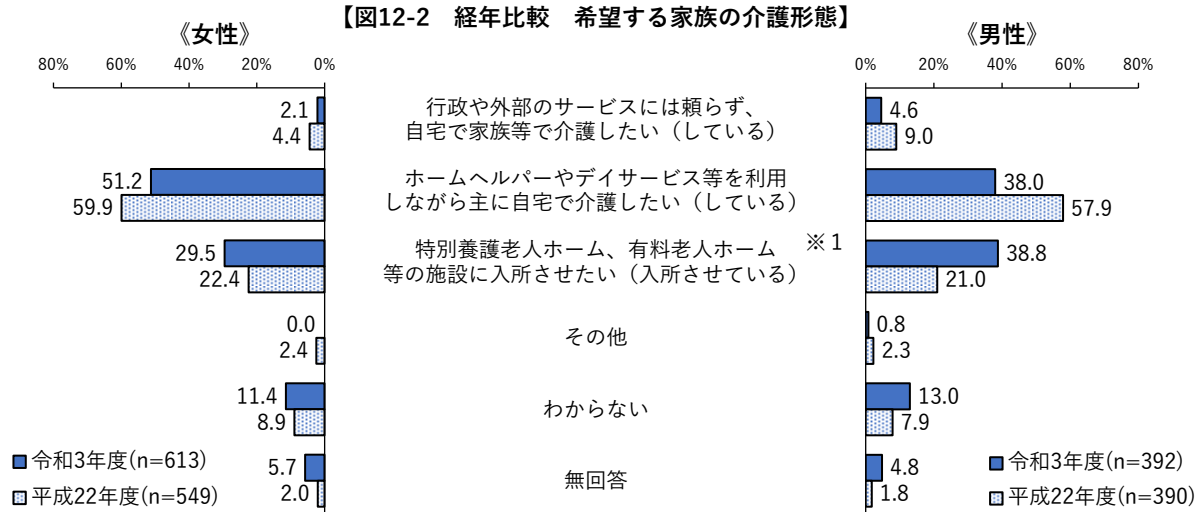 【図12-2　経年比較　希望する家族の介護形態】
《女性》
《男性》
80% 60% 40% 20% 0%
0% 20% 40% 60% 80%
2.1
4.4
行政や外部のサービスには頼らず、
自宅で家族等で介護したい（している）
4.6
9.0
51.2
59.9
ホームヘルパーやデイサービス等を利用
しながら主に自宅で介護したい（している）
38.0
57.9
29.5
22.4
特別養護老人ホーム、有料老人ホーム
等の施設に入所させたい（入所させている）
※１
38.8
21.0
0.0
2.4
その他
0.8
2.3
11.4
8.9
わからない
13.0
7.9
5.7
2.0
無回答
4.8
1.8
令和3年度(n=613)
平成22年度(n=549)
令和3年度(n=392)
平成22年度(n=390)